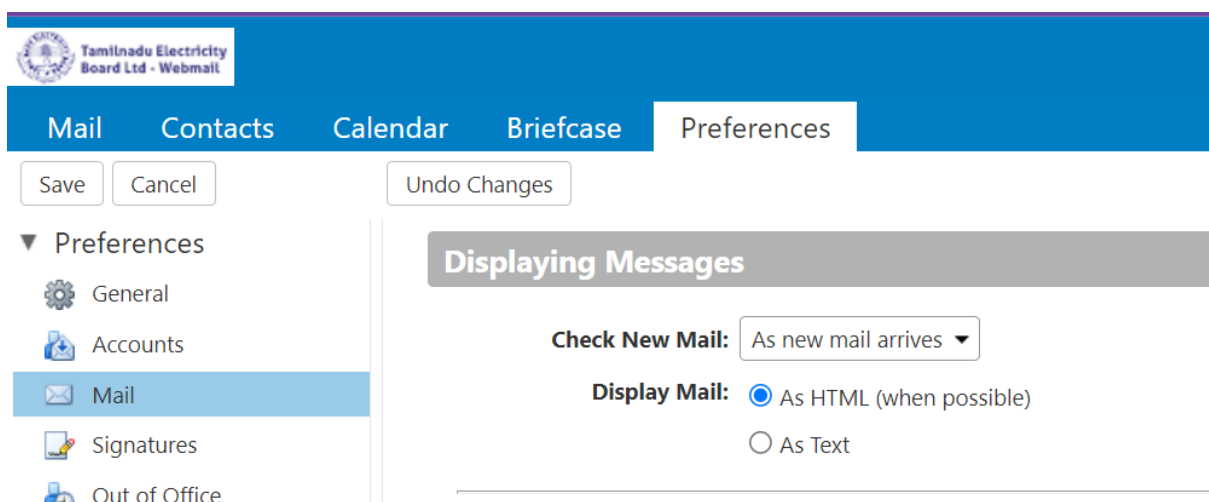 Tamilnadu Electricity
Board Ltd - Webmail
Mail Contacts Calendar Briefcase Preferences
Save Cancel Undo Changes
Preferences
General
Accounts
Mail
Signatures
Out of Office
Displaying Messages
Check New Mail: As new mail arrives
Display Mail: As HTML (when possible)
As Text